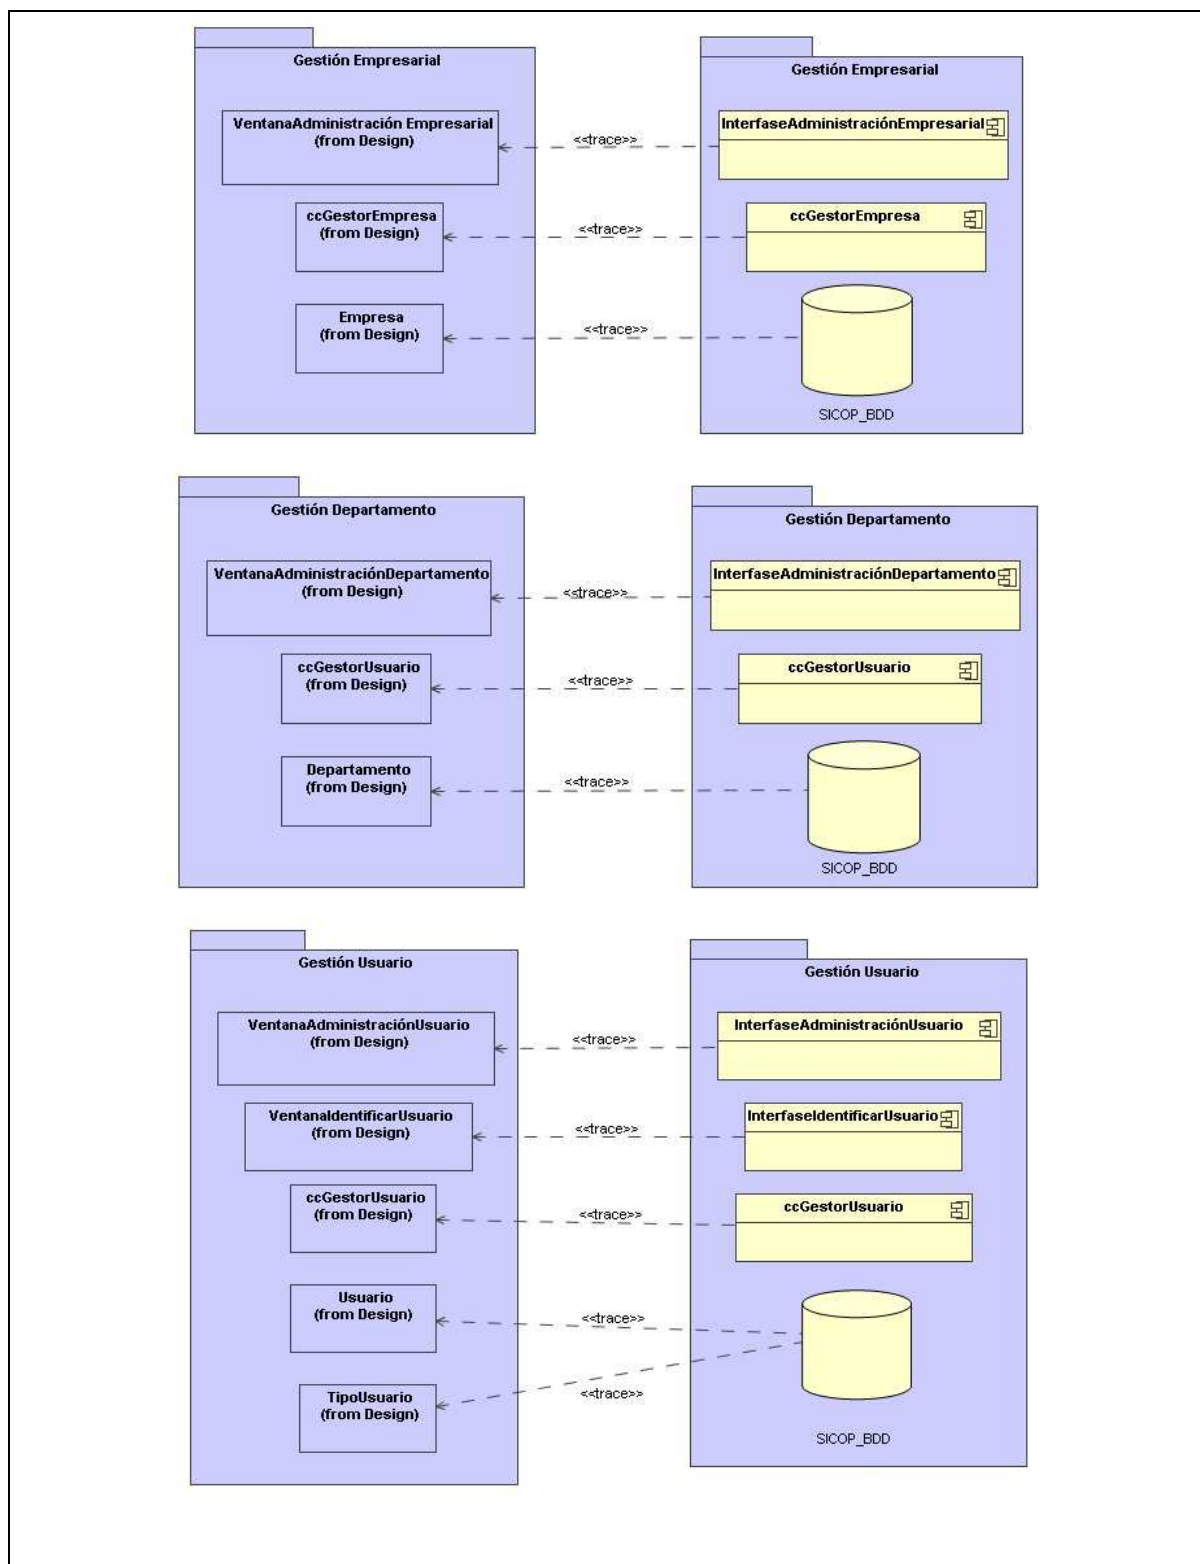 Gestión Empresarial
VentanaAdministración Empresarial
(from Design)
ccGestorEmpresa
(from Design)
Empresa
(from Design)
<<trace>>
<<trace>>
<<trace>>
Gestión Empresarial
InterfaseAdministraciónEmpresarial
ccGestorEmpresa
SICOP_BDD
Gestión Departamento
VentanaAdministraciónDepartamento
(from Design)
ccGestorUsuario
(from Design)
Departamento
(from Design)
<<trace>>
<<trace>>
<<trace>>
Gestión Departamento
InterfaseAdministraciónDepartamento
ccGestorUsuario
SICOP_BDD
Gestión Usuario
VentanaAdministraciónUsuario
(from Design)
VentanaIdentificarUsuario
(from Design)
ccGestorUsuario
(from Design)
Usuario
(from Design)
TipoUsuario
(from Design)
<<trace>>
<<trace>>
<<trace>>
<<trace>>
<<trace>>
Gestión Usuario
InterfaseAdministraciónUsuario
InterfaseIdentificarUsuario
ccGestorUsuario
SICOP_BDD